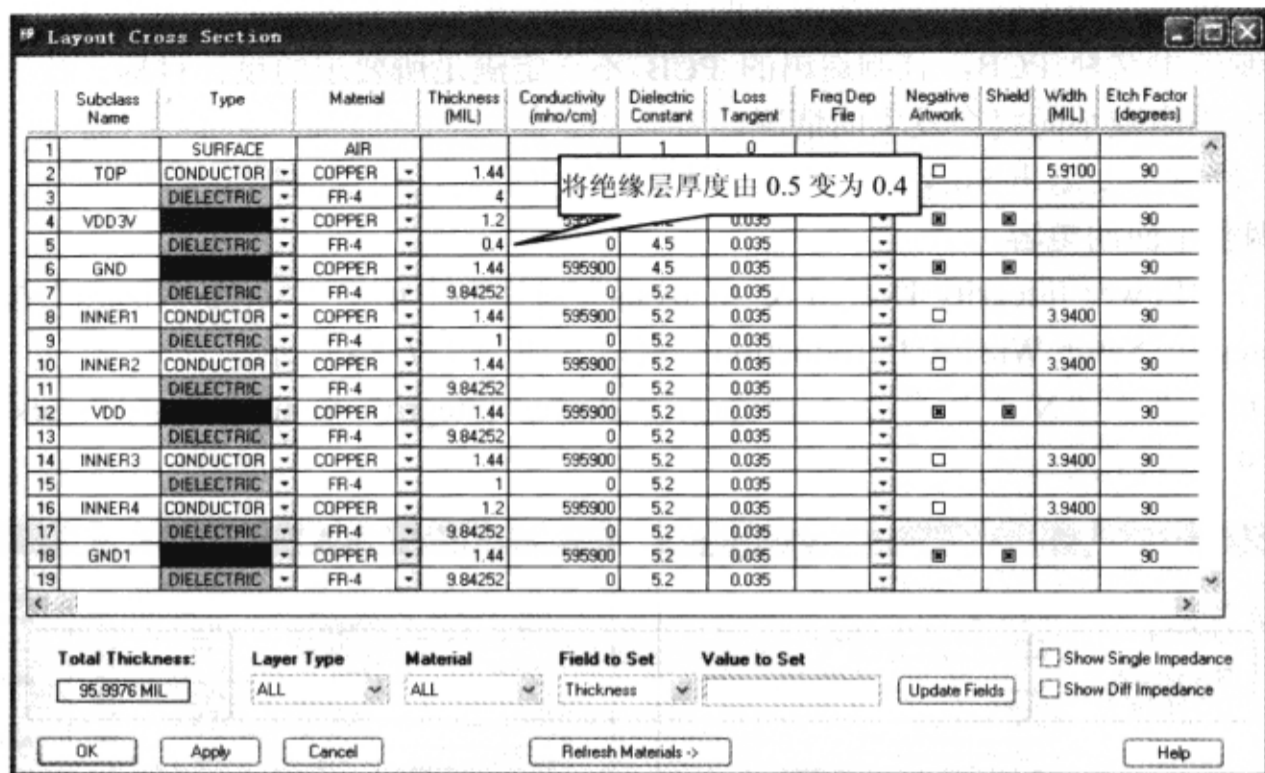 Layout Cross Section
Subclass Name Type Material Thickness (MIL) Conductivity (mho/cm) Dielectric Constant Loss Tangent Freq Dep File Negative Artwork Shield Width (MIL) Etch Factor (degrees)
1 SURFACE AIR 1 0
2 TOP CONDUCTOR COPPER 1.44 5.9100 90
将绝缘层厚度由 0.5 变为 0.4
3 DIELECTRIC FR-4 4
4 VDD3V COPPER 1.2 0.035 90
5 DIELECTRIC FR-4 0.4 0 4.5 0.035
6 GND COPPER 1.44 595900 4.5 0.035 90
7 DIELECTRIC FR-4 9.84252 0 5.2 0.035
8 INNER1 CONDUCTOR COPPER 1.44 595900 5.2 0.035 3.9400 90
9 DIELECTRIC FR-4 1 0 5.2 0.035
10 INNER2 CONDUCTOR COPPER 1.44 595900 5.2 0.035 3.9400 90
11 DIELECTRIC FR-4 9.84252 0 5.2 0.035
12 VDD COPPER 1.44 595900 5.2 0.035 90
13 DIELECTRIC FR-4 9.84252 0 5.2 0.035
14 INNER3 CONDUCTOR COPPER 1.44 595900 5.2 0.035 3.9400 90
15 DIELECTRIC FR-4 1 0 5.2 0.035
16 INNER4 CONDUCTOR COPPER 1.2 595900 5.2 0.035 3.9400 90
17 DIELECTRIC FR-4 9.84252 0 5.2 0.035
18 GND1 COPPER 1.44 595900 5.2 0.035 90
19 DIELECTRIC FR-4 9.84252 0 5.2 0.035
Total Thickness: Layer Type Material Field to Set Value to Set Show Single Impedance
95.9976 MIL ALL ALL Thickness Update Fields Show Diff Impedance
OK Apply Cancel Refresh Materials -> Help